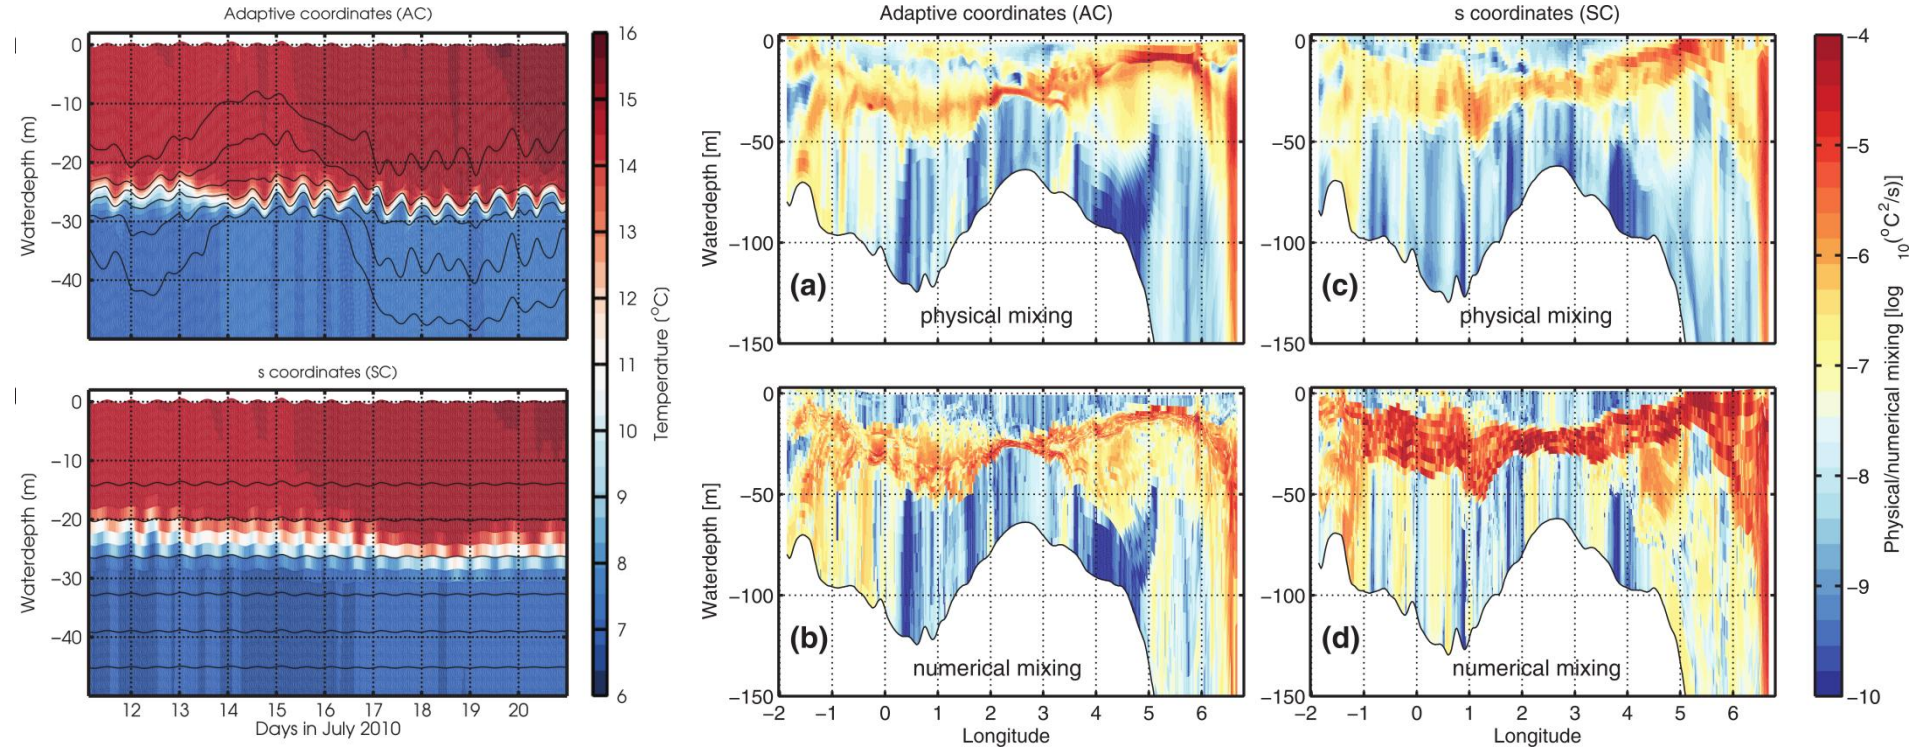 Adaptive coordinates (AC)
0
−10
−20
−30
−40
Waterdepth (m)
s coordinates (SC)
0
−10
−20
−30
−40
Waterdepth (m)
12 13 14 15 16 17 18 19 20
Days in July 2010
16
15
14
13
12
11
10
9
8
7
6
Temperature (°C)
Adaptive coordinates (AC)
0
−50
−100
−150
Waterdepth [m]
(a)
physical mixing
s coordinates (SC)
0
−50
−100
−150
(c)
physical mixing
0
−50
−100
−150
Waterdepth [m]
(b)
numerical mixing
−2 −1 0 1 2 3 4 5 6
Longitude
0
−50
−100
−150
(d)
numerical mixing
−2 −1 0 1 2 3 4 5 6
Longitude
−4
−5
−6
−7
−8
−9
−10
Physical/numerical mixing [log 10(°C²/s)]